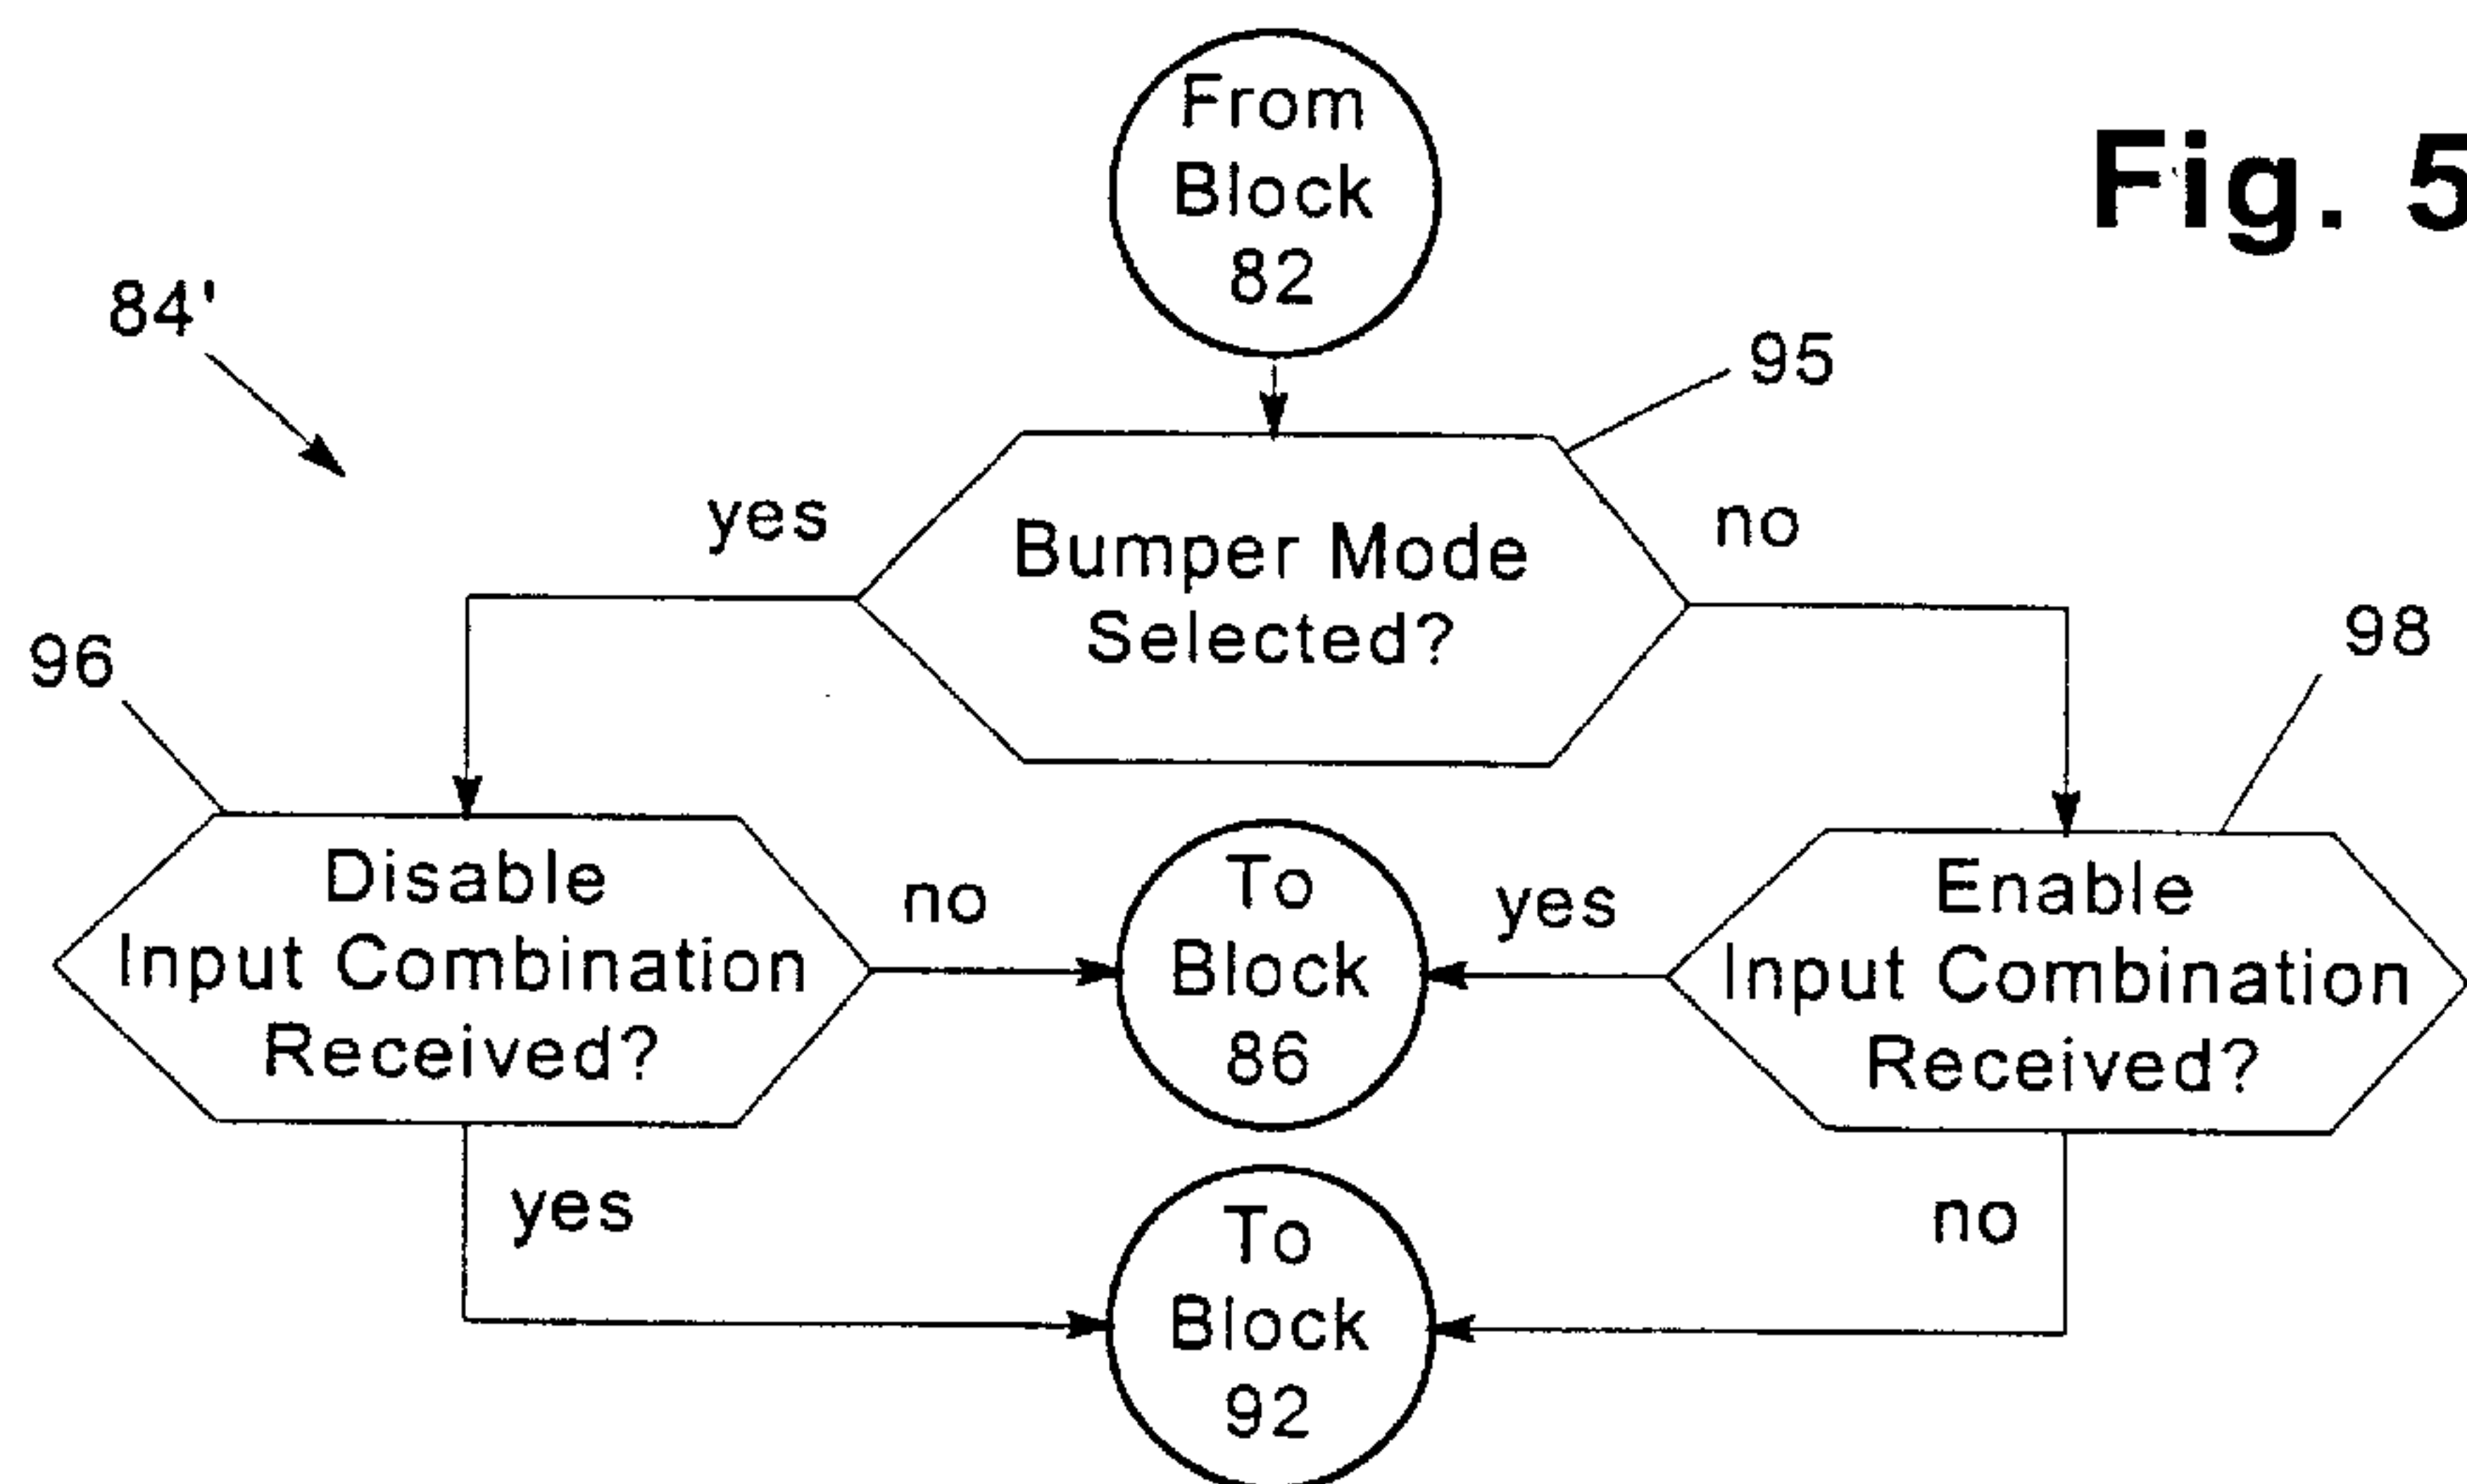 From
Block
82
Fig. 5
84'
95
yes
no
Bumper Mode
Selected?
96
98
Disable
Input Combination
Received?
no
To
Block
86
yes
Enable
Input Combination
Received?
yes
To
Block
92
no